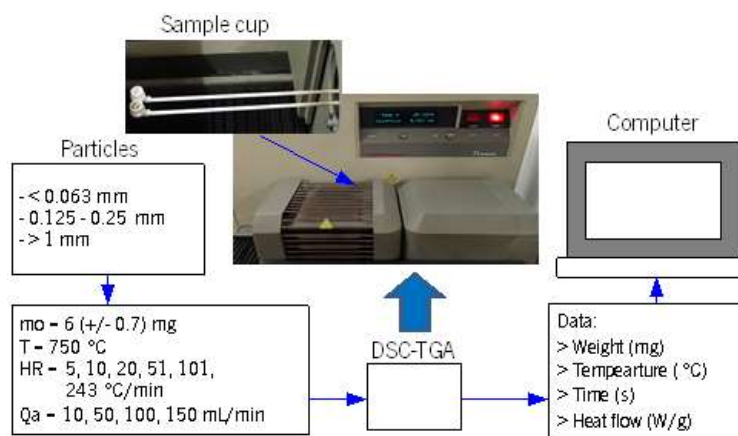 Sample cup
Particles
-< 0.063 mm
- 0.125 - 0.25 mm
-> 1 mm
Computer
mo = 6 (+/- 0.7) mg
T = 750 °C
HR = 5, 10, 20, 51, 101,
243 °C/min
Qa = 10, 50, 100, 150 mL/min
DSC-TGA
Data:
> Weight (mg)
> Tempearture ( °C)
> Time (s)
> Heat flow (W/g)